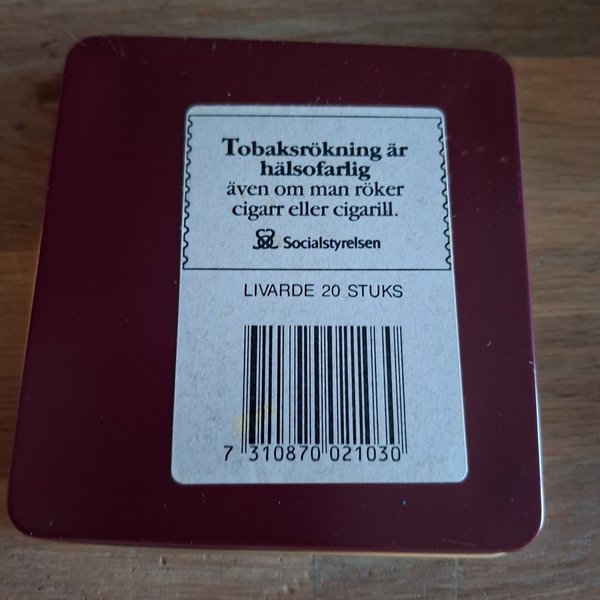 Tobaksrökning är
hälsofarlig
även om man röker
cigarr eller cigarill.
Socialstyrelsen
LIVARDE 20 STUKS
7 310870 021030